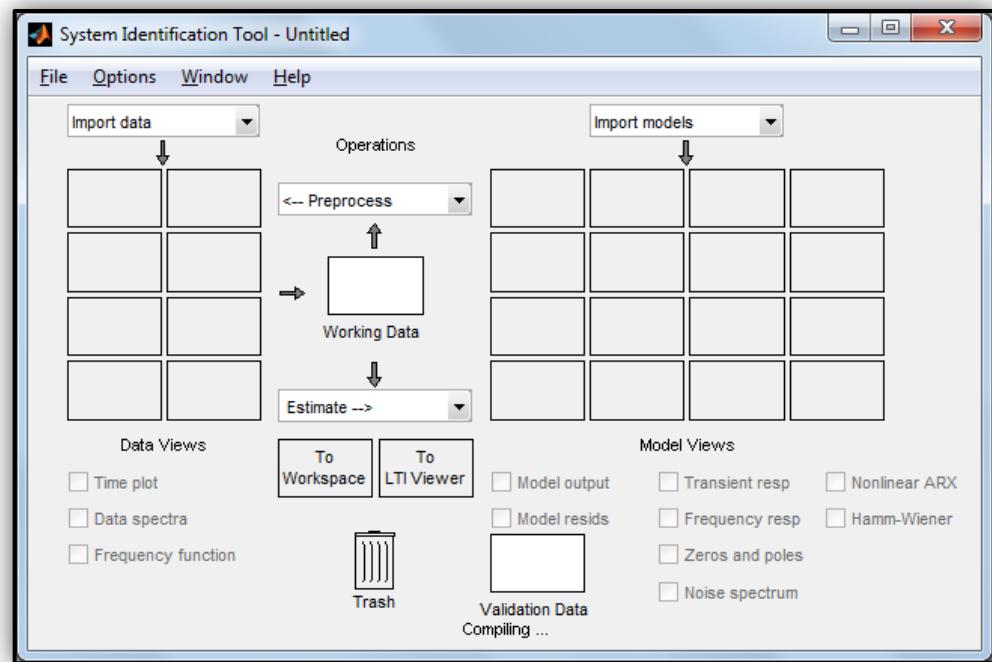 System Identification Tool - Untitled
X
File Options Window Help
Import data
Import models
Operations
<-- Preprocess
Working Data
Estimate -->
Data Views
Model Views
To
Workspace
To
LTI Viewer
Time plot
Data spectra
Frequency function
Model output
Transient resp
Nonlinear ARX
Model resids
Frequency resp
Hamm-Wiener
Zeros and poles
Noise spectrum
Trash
Validation Data
Compiling ...